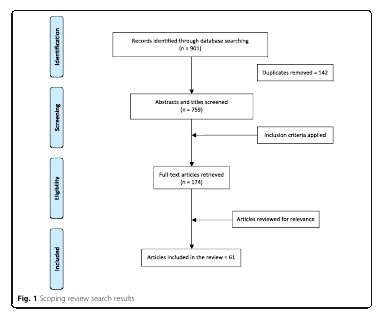 Identification
Records identified through database searching
(n = 901)
Duplicates removed = 142
Screening
Abstracts and titles screened
(n = 759)
Inclusion criteria applied
Eligibility
Full-text articles retrieved
(n = 174)
Articles reviewed for relevance
Included
Articles included in the review = 61
Fig. 1 Scoping review search results